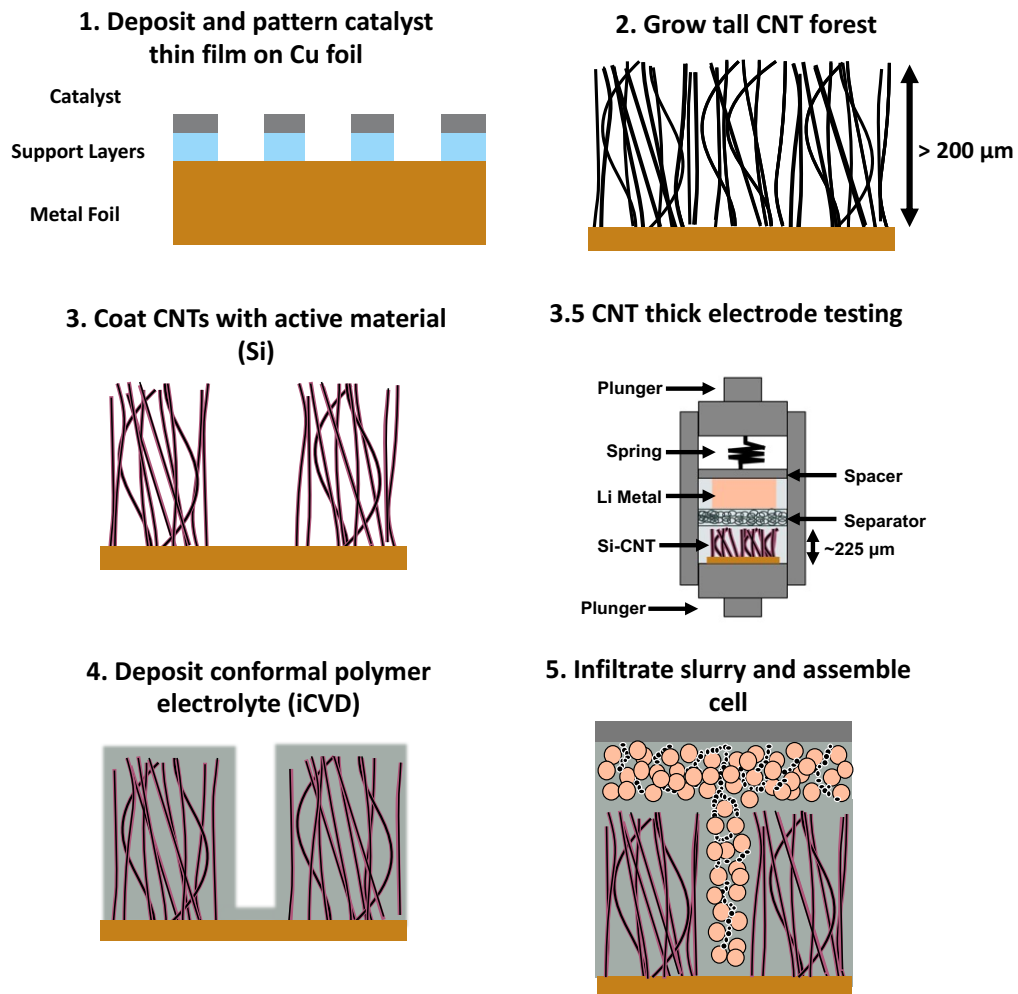 1. Deposit and pattern catalyst
thin film on Cu foil
Catalyst
Support Layers
Metal Foil
2. Grow tall CNT forest
> 200 µm
3. Coat CNTs with active material
(Si)
3.5 CNT thick electrode testing
Plunger
Spring
Spacer
Li Metal
Separator
Si-CNT
~225 µm
Plunger
4. Deposit conformal polymer
electrolyte (iCVD)
5. Infiltrate slurry and assemble
cell